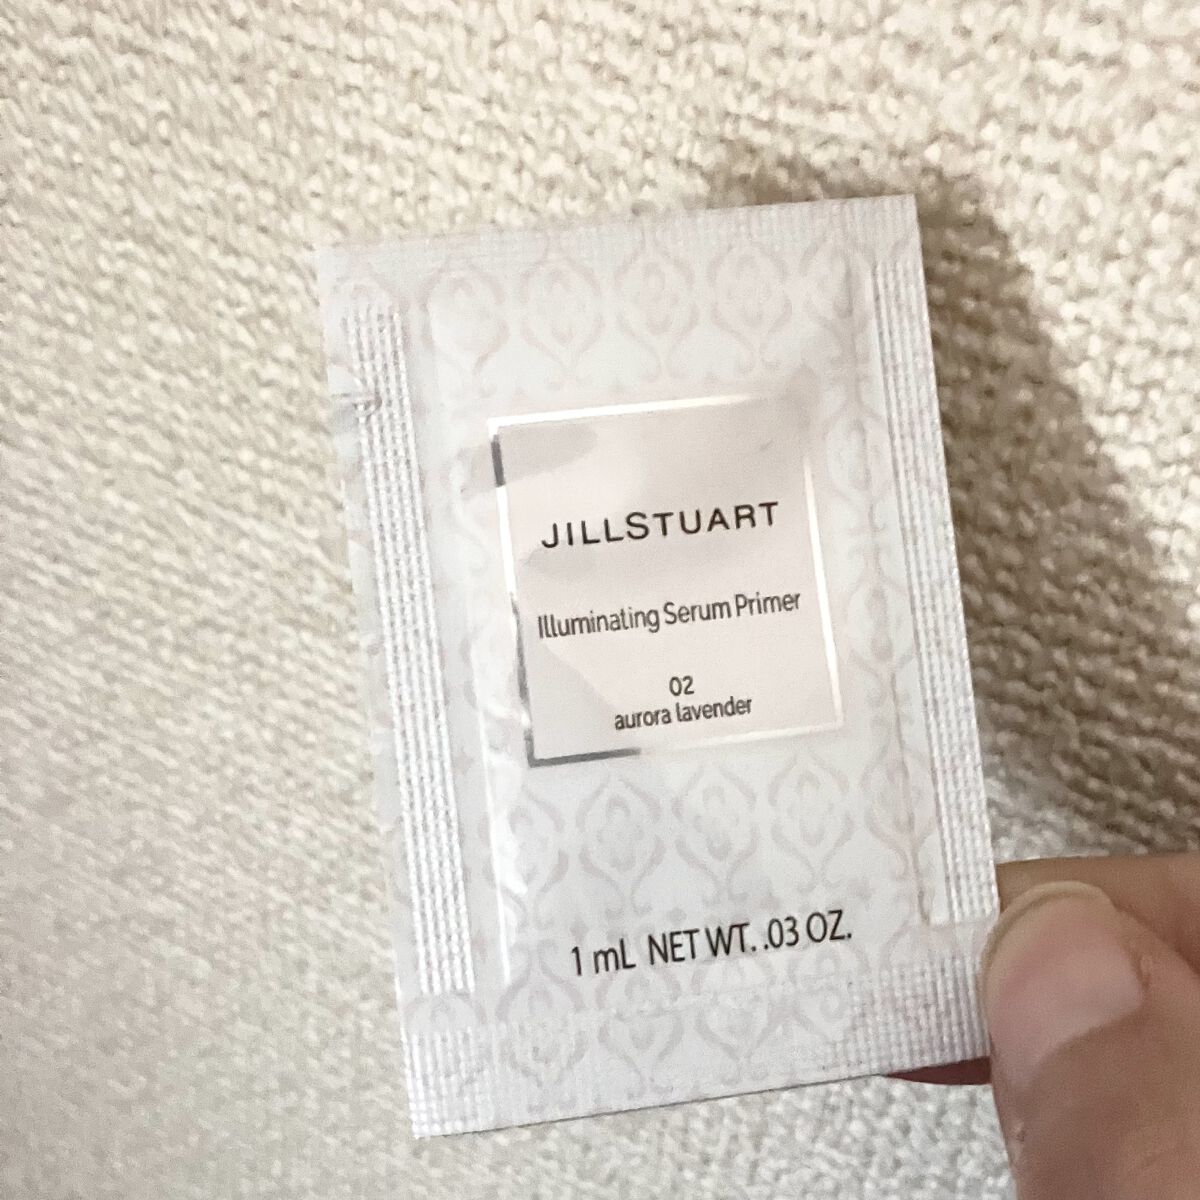 JILLSTUART
Illuminating Serum Primer
02
aurora lavender
1 mL NET WT. .03 OZ.